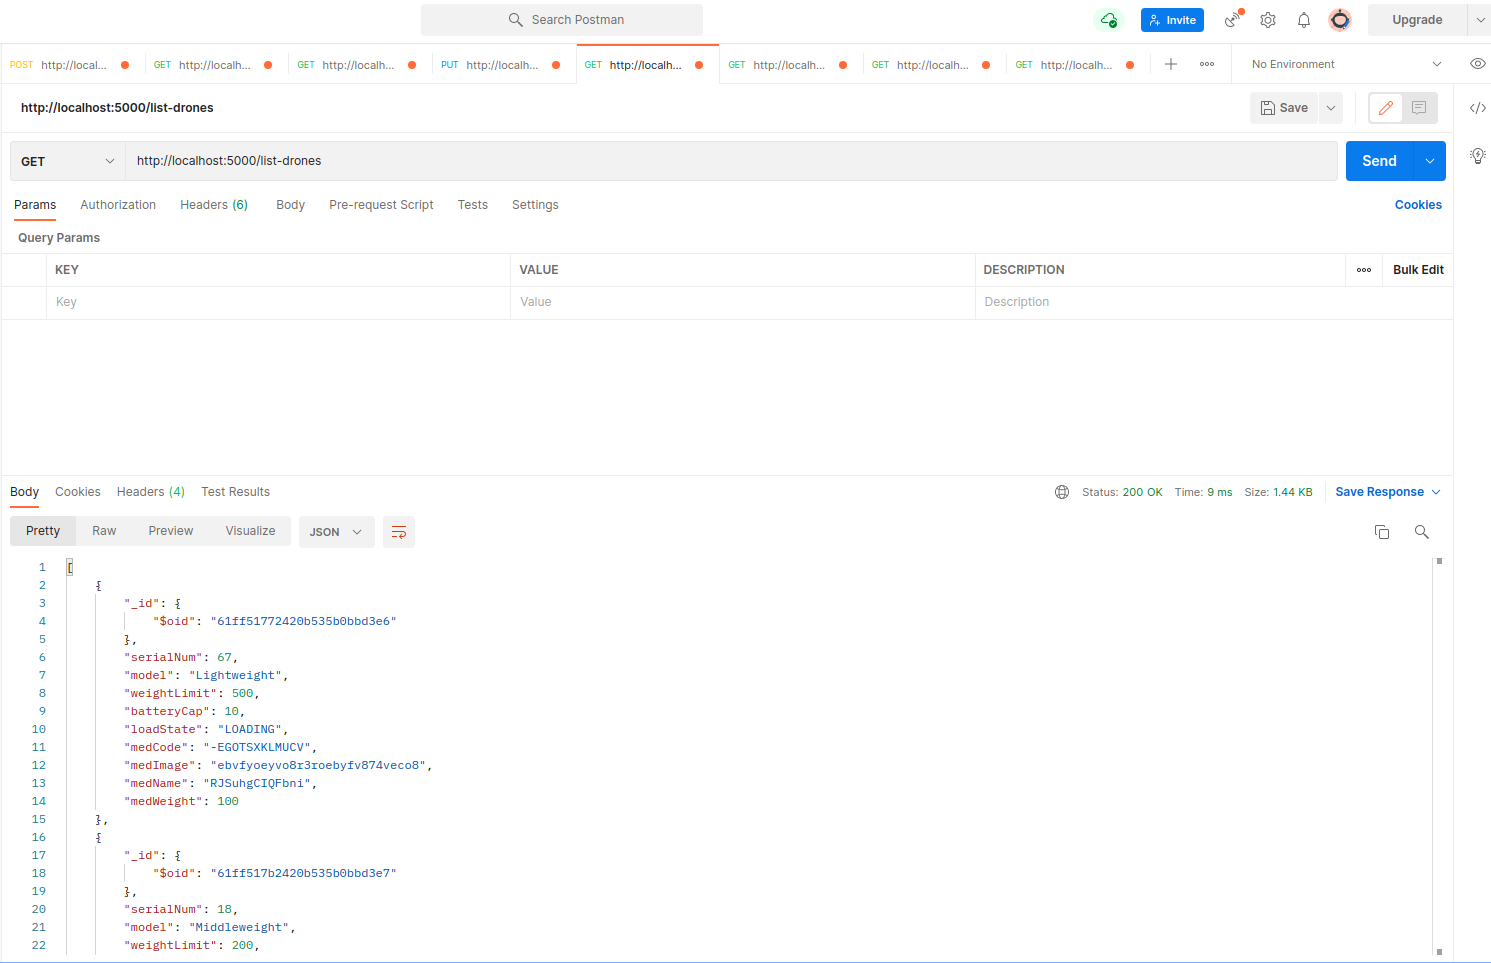 Search Postman
Invite
Upgrade
POST http://local...
GET http://localh...
GET http://localh...
PUT http://localh...
GET http://localh...
GET http://localh...
GET http://localh...
GET http://localh...
No Environment
http://localhost:5000/list-drones
Save
GET
http://localhost:5000/list-drones
Send
Params Authorization Headers (6) Body Pre-request Script Tests Settings Cookies
Query Params
KEY VALUE DESCRIPTION Bulk Edit
Key Value Description
Body Cookies Headers (4) Test Results Status: 200 OK Time: 9 ms Size: 1.44 KB Save Response
Pretty Raw Preview Visualize JSON
1 [
2 {
3 "_id": {
4 "$oid": "61ff51772420b535b0bbd3e6"
5 },
6 "serialNum": 67,
7 "model": "Lightweight",
8 "weightLimit": 500,
9 "batteryCap": 10,
10 "loadState": "LOADING",
11 "medCode": "-EGOTSXKLMUCV",
12 "medImage": "ebvfyoeyvo8r3roebyfv874veco8",
13 "medName": "RJSuhgCIQFbni",
14 "medWeight": 100
15 },
16 {
17 "_id": {
18 "$oid": "61ff517b2420b535b0bbd3e7"
19 },
20 "serialNum": 18,
21 "model": "Middleweight",
22 "weightLimit": 200,